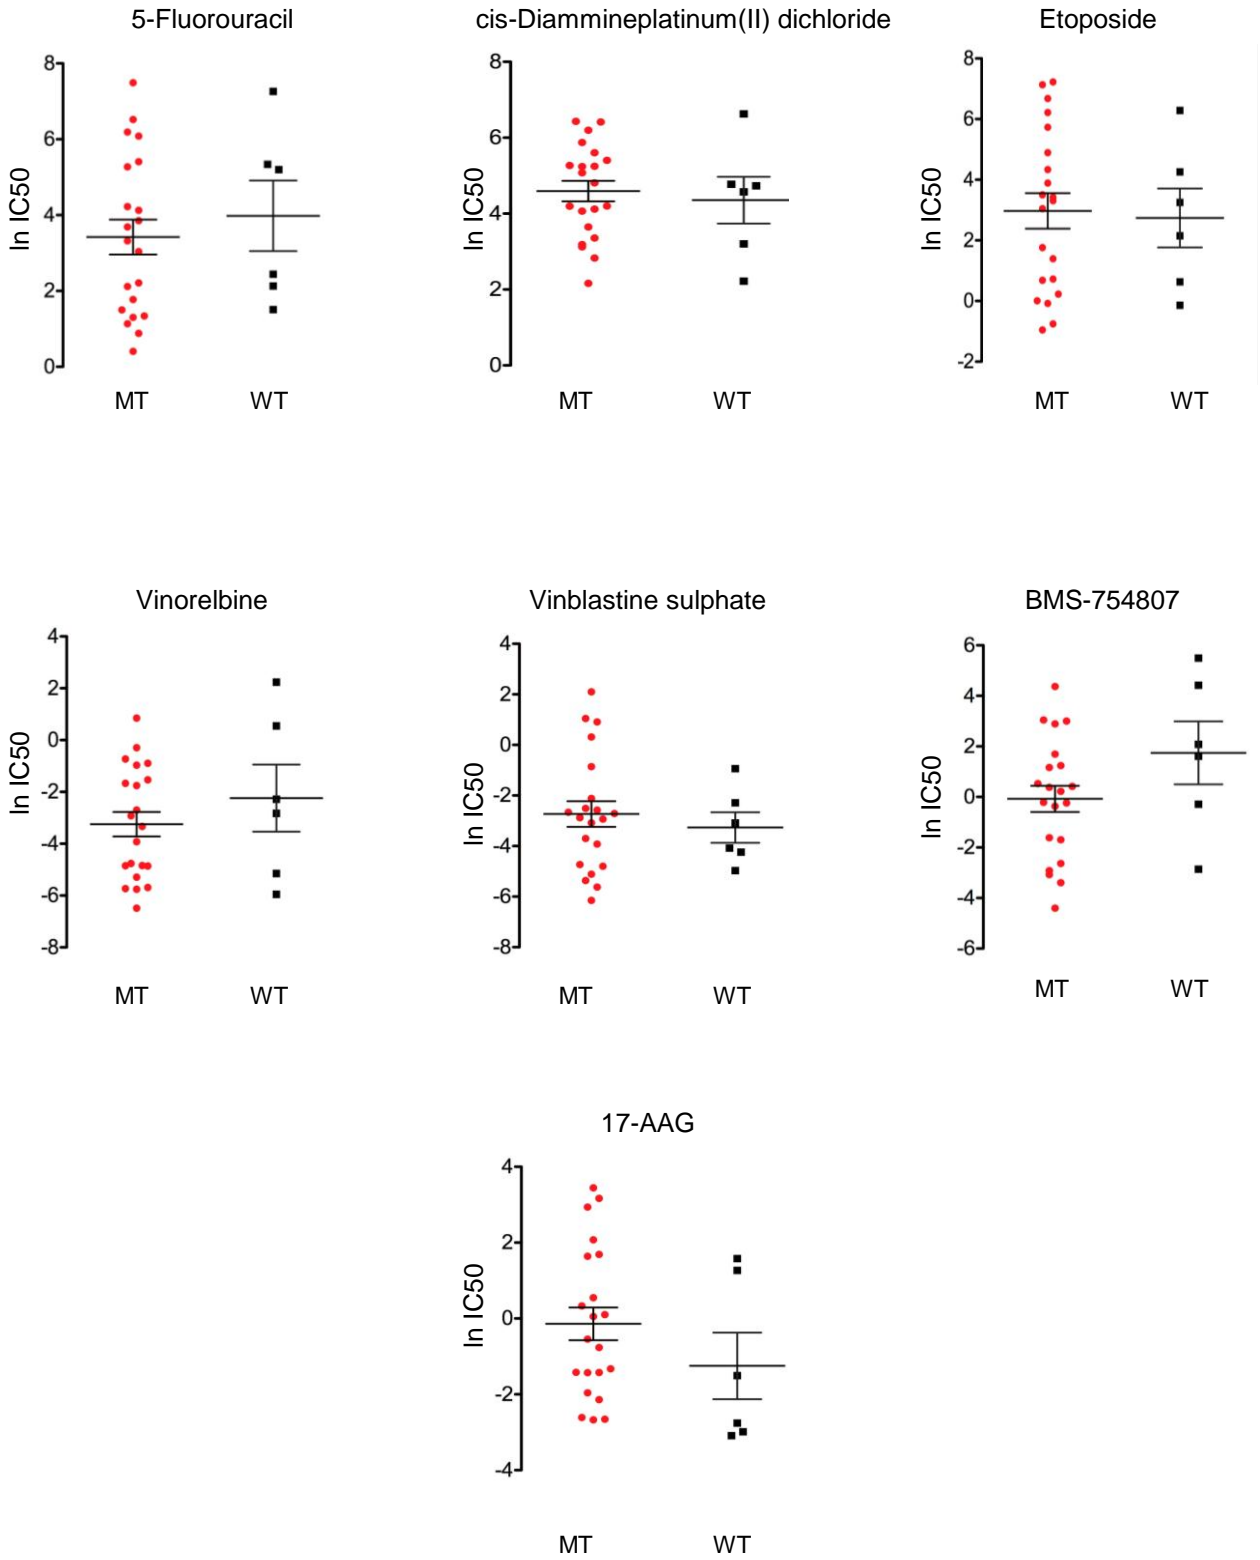 5-Fluorouracil
cis-Diammineplatinum(II) dichloride
Etoposide
8
6
4
2
0
ln IC50
MT
WT
8
6
4
2
0
ln IC50
MT
WT
8
6
4
2
0
-2
ln IC50
MT
WT
Vinorelbine
Vinblastine sulphate
BMS-754807
4
2
0
-2
-4
-6
-8
ln IC50
MT
WT
4
2
0
-2
-4
-6
-8
ln IC50
MT
WT
6
4
2
0
-2
-4
-6
ln IC50
MT
WT
17-AAG
4
2
0
-2
-4
ln IC50
MT
WT